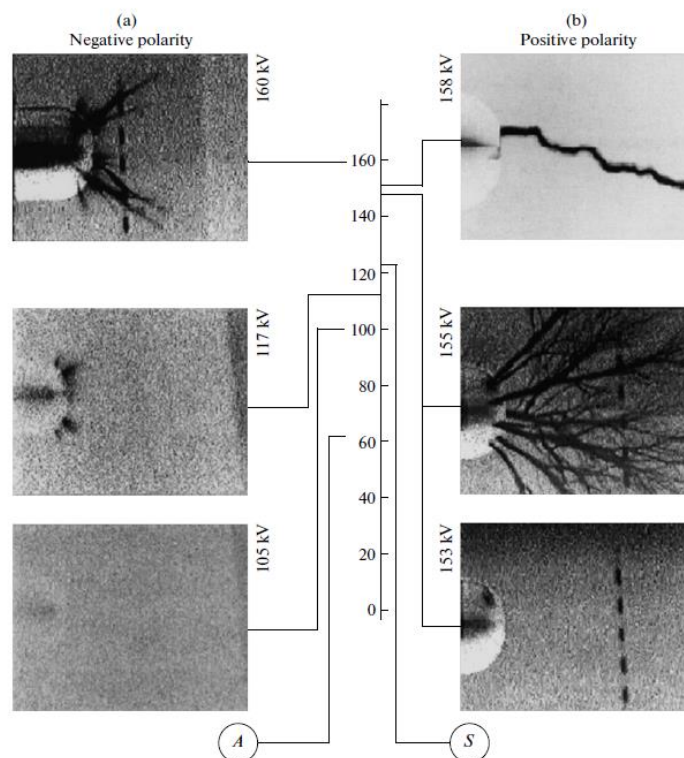 (a)
Negative polarity
160 kV
117 kV
105 kV
A
160
140
120
100
80
60
40
20
0
(b)
Positive polarity
158 kV
155 kV
153 kV
S